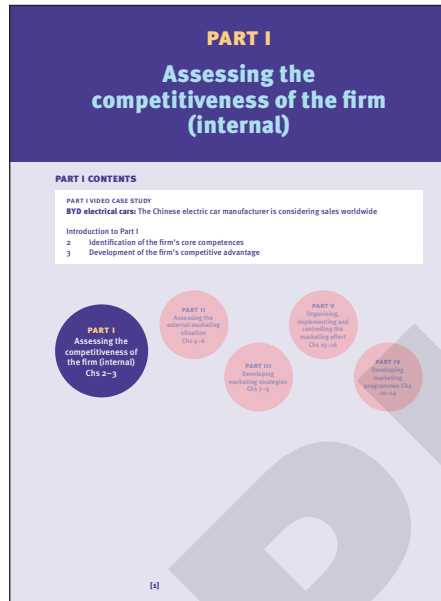 PART I
Assessing the
competitiveness of the firm
(internal)
PART I CONTENTS
PART I VIDEO CASE STUDY
BYD electrical cars: The Chinese electric car manufacturer is considering sales worldwide
Introduction to Part I
2 Identification of the firm's core competences
3 Development of the firm's competitive advantage
PART I
Assessing the
competitiveness of
the firm (internal)
Chs 2–3
PART II
Assessing the
external marketing
situation
Chs 4–6
PART III
Developing
marketing strategies
Chs 7–9
PART V
Organising,
implementing and
controlling the
marketing effort
Chs 15–16
PART IV
Developing
marketing
programmes Chs
10–14
[1]